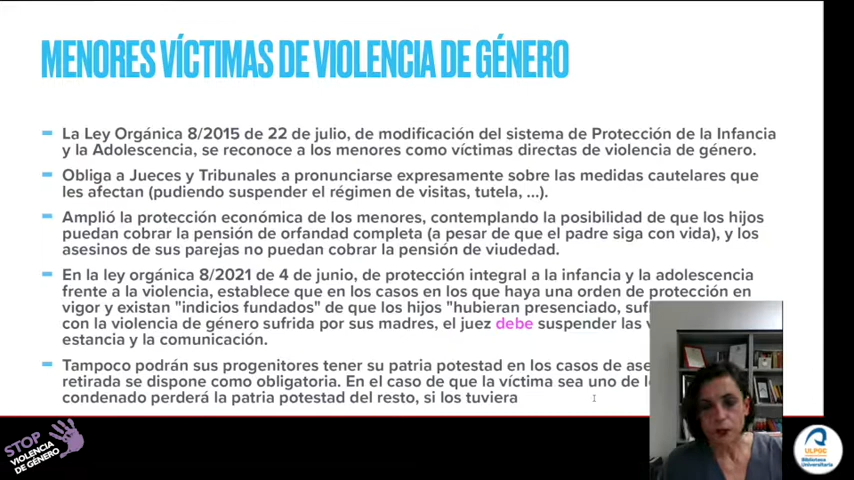 MENORES VÍCTIMAS DE VIOLENCIA DE GÉNERO
La Ley Orgánica 8/2015 de 22 de julio, de modificación del sistema de Protección de la Infancia
y la Adolescencia, se reconoce a los menores como víctimas directas de violencia de género.
Obliga a Jueces y Tribunales a pronunciarse expresamente sobre las medidas cautelares que
les afectan (pudiendo suspender el régimen de visitas, tutela, ...).
Amplió la protección económica de los menores, contemplando la posibilidad de que los hijos
puedan cobrar la pensión de orfandad completa (a pesar de que el padre siga con vida), y los
asesinos de sus parejas no puedan cobrar la pensión de viudedad.
En la ley orgánica 8/2021 de 4 de junio, de protección integral a la infancia y la adolescencia
frente a la violencia, establece que en los casos en los que haya una orden de protección en
vigor y existan "indicios fundados" de que los hijos "hubieran presenciado,
con la violencia de género sufrida por sus madres, el juez debe suspender las
estancia y la comunicación.
Tampoco podrán sus progenitores tener su patria potestad en los casos de
retirada se dispone como obligatoria. En el caso de que la víctima sea uno de
condenado perderá la patria potestad del resto, si los tuviera
STOP
VIOLENCIA
DE GÉNERO
ULPGC
Biblioteca
Universitaria